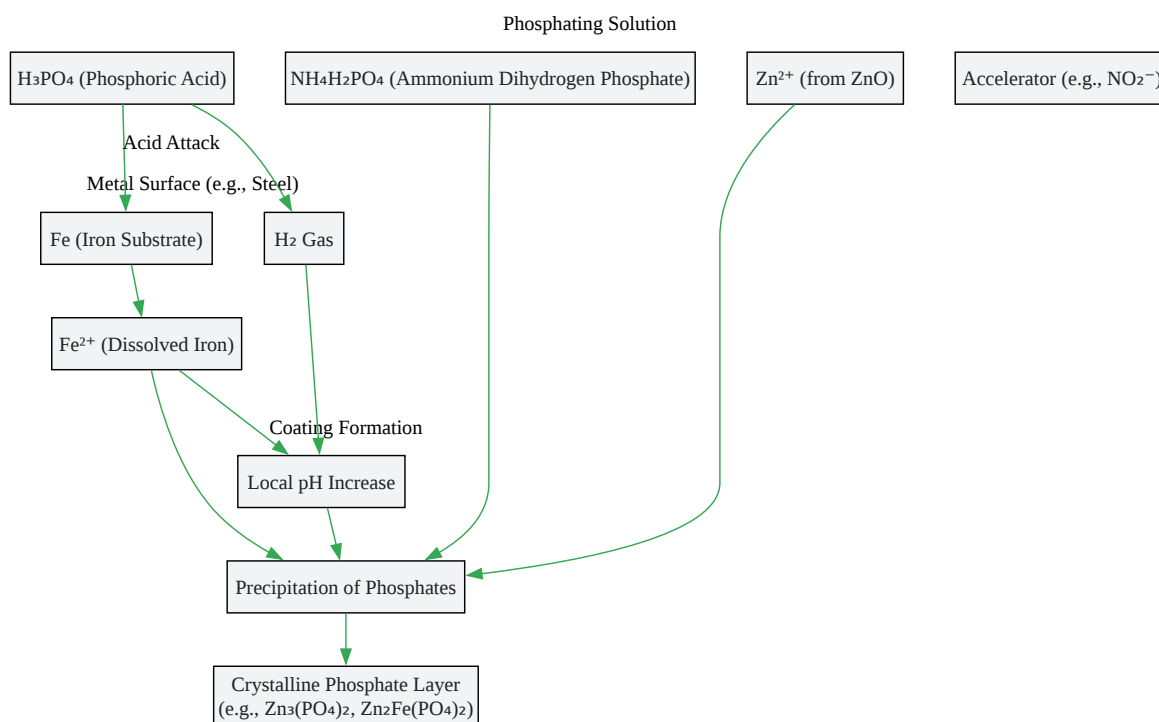 Phosphating Solution
H₃PO₄ (Phosphoric Acid)
NH₄H₂PO₄ (Ammonium Dihydrogen Phosphate)
Zn²⁺ (from ZnO)
Accelerator (e.g., NO₂⁻)
Acid Attack
Metal Surface (e.g., Steel)
Fe (Iron Substrate)
H₂ Gas
Fe²⁺ (Dissolved Iron)
Coating Formation
Local pH Increase
Precipitation of Phosphates
Crystalline Phosphate Layer
(e.g., Zn₃(PO₄)₂, Zn₂Fe(PO₄)₂)